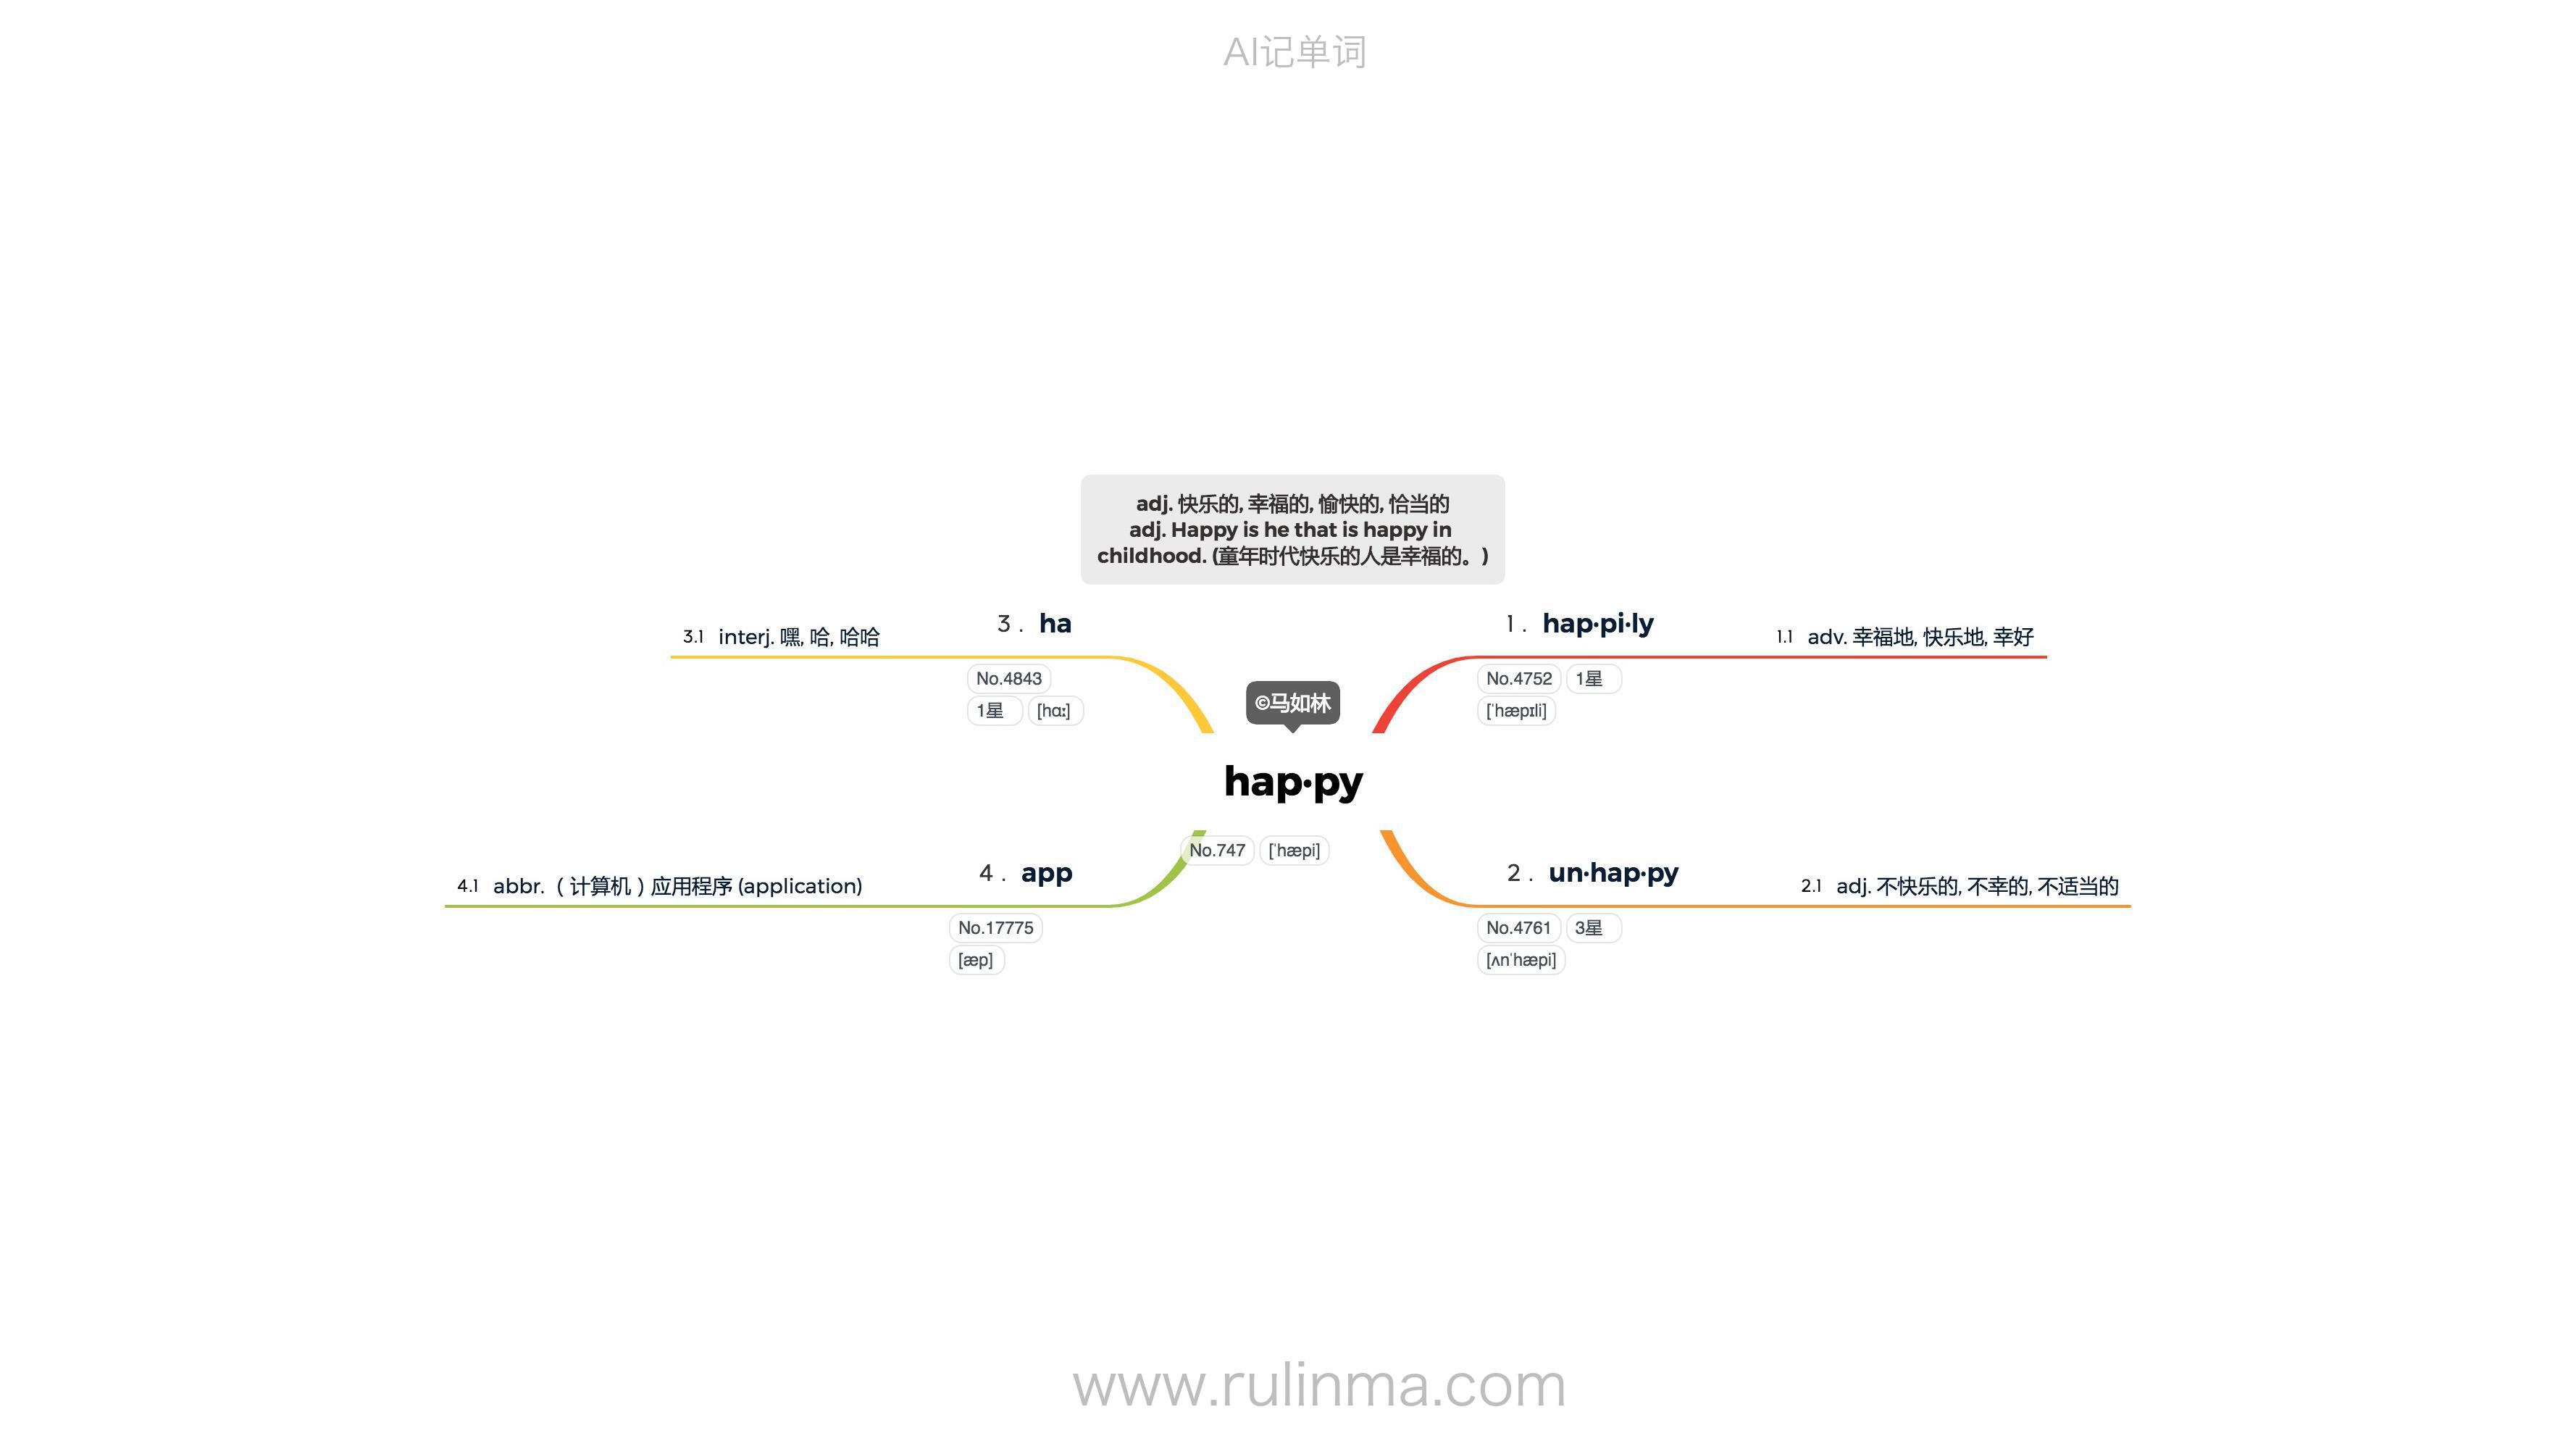 AI记单词
adj. 快乐的, 幸福的, 愉快的, 恰当的
adj. Happy is he that is happy in
childhood. (童年时代快乐的人是幸福的。)
©马如林
hap·py
No.747 [ˈhæpi]
1 . hap·pi·ly
No.4752 1星
[ˈhæpɪli]
1.1 adv. 幸福地, 快乐地, 幸好
2 . un·hap·py
No.4761 3星
[ʌnˈhæpi]
2.1 adj. 不快乐的, 不幸的, 不适当的
3 . ha
No.4843
1星 [hɑː]
3.1 interj. 嘿, 哈, 哈哈
4 . app
No.17775
[æp]
4.1 abbr.（计算机）应用程序 (application)
www.rulinma.com